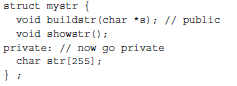 struct mystr {
  void buildstr(char *s); // public
  void showstr();
private: // now go private
  char str[255];
} ;